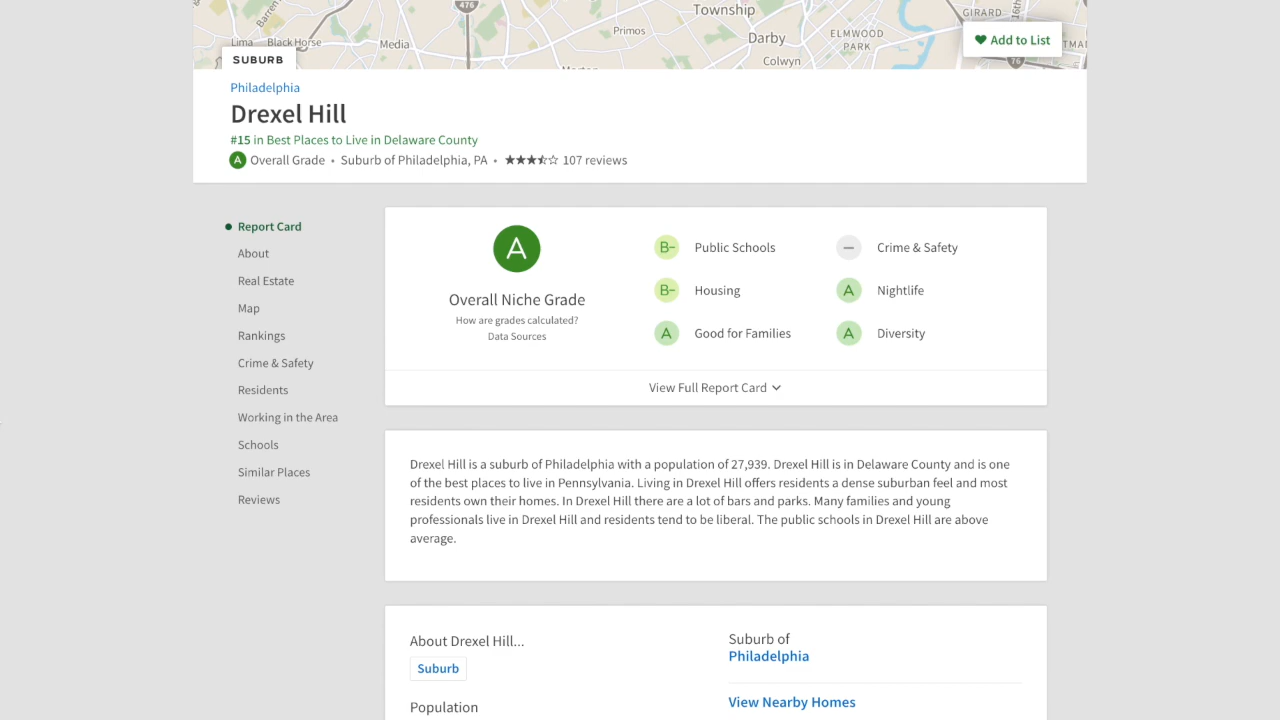 Township
476
Barren
Primos
GIRARD
16th
ELMWOOD
PARK
Darby
Lima
Black Horse
Media
Colwyn
76
Add to List
SUBURB
Philadelphia
Drexel Hill
#15 in Best Places to Live in Delaware County
A Overall Grade • Suburb of Philadelphia, PA • 107 reviews
Report Card
About
Real Estate
Map
Rankings
Crime & Safety
Residents
Working in the Area
Schools
Similar Places
Reviews
A
Overall Niche Grade
How are grades calculated?
Data Sources
B- Public Schools
B- Housing
A Good for Families
– Crime & Safety
A Nightlife
A Diversity
View Full Report Card
Drexel Hill is a suburb of Philadelphia with a population of 27,939. Drexel Hill is in Delaware County and is one
of the best places to live in Pennsylvania. Living in Drexel Hill offers residents a dense suburban feel and most
residents own their homes. In Drexel Hill there are a lot of bars and parks. Many families and young
professionals live in Drexel Hill and residents tend to be liberal. The public schools in Drexel Hill are above
average.
About Drexel Hill...
Suburb
Population
Suburb of
Philadelphia
View Nearby Homes